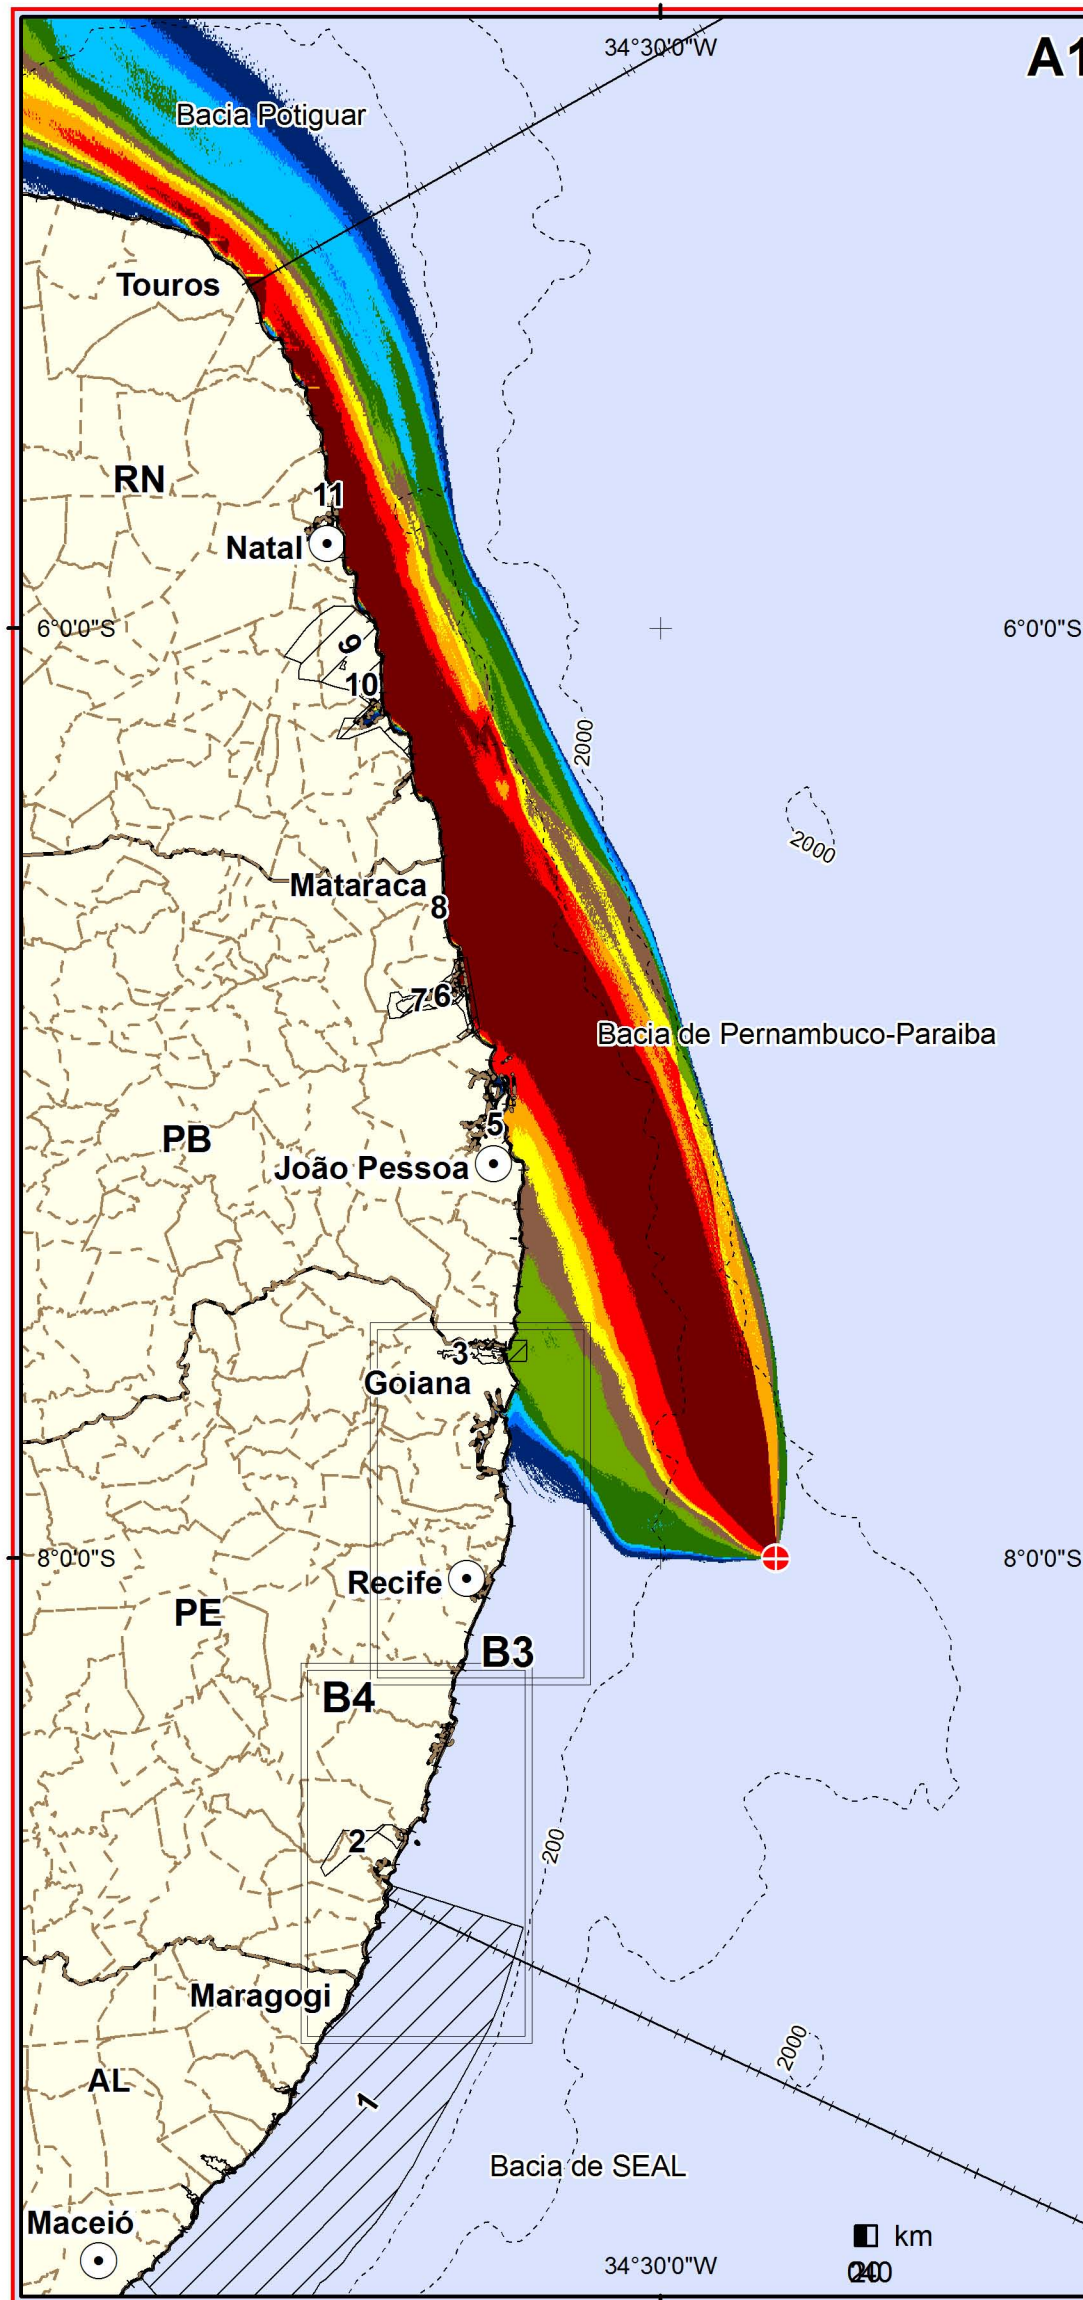 34°30'0"W
A1
Bacia Potiguar
Touros
RN
11
Natal
6°0'0"S
6°0'0"S
9
10
2000
2000
Mataraca
8
7
6
Bacia de Pernambuco-Paraiba
5
PB
João Pessoa
3
Goiana
8°0'0"S
8°0'0"S
Recife
PE
B3
B4
2
200
Maragogi
2000
AL
1
Bacia de SEAL
Maceió
34°30'0"W
km